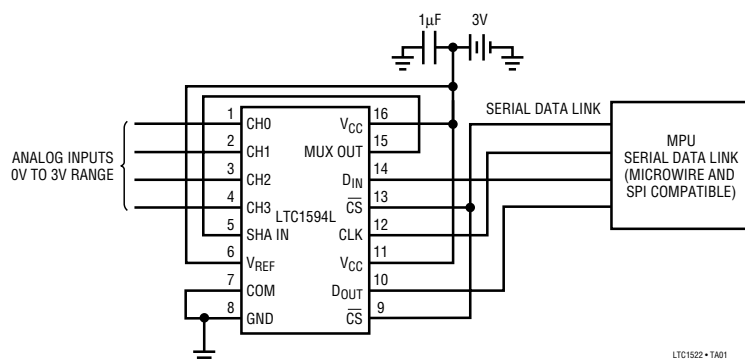 1µF
3V
SERIAL DATA LINK
MPU
SERIAL DATA LINK
(MICROWIRE AND
SPI COMPATIBLE)
ANALOG INPUTS
0V TO 3V RANGE
1 CH0
2 CH1
3 CH2
4 CH3
5 SHA IN
6 VREF
7 COM
8 GND
LTC1594L
VCC 16
MUX OUT 15
DIN 14
CS 13
CLK 12
VCC 11
DOUT 10
CS 9
LTC1522 • TA01